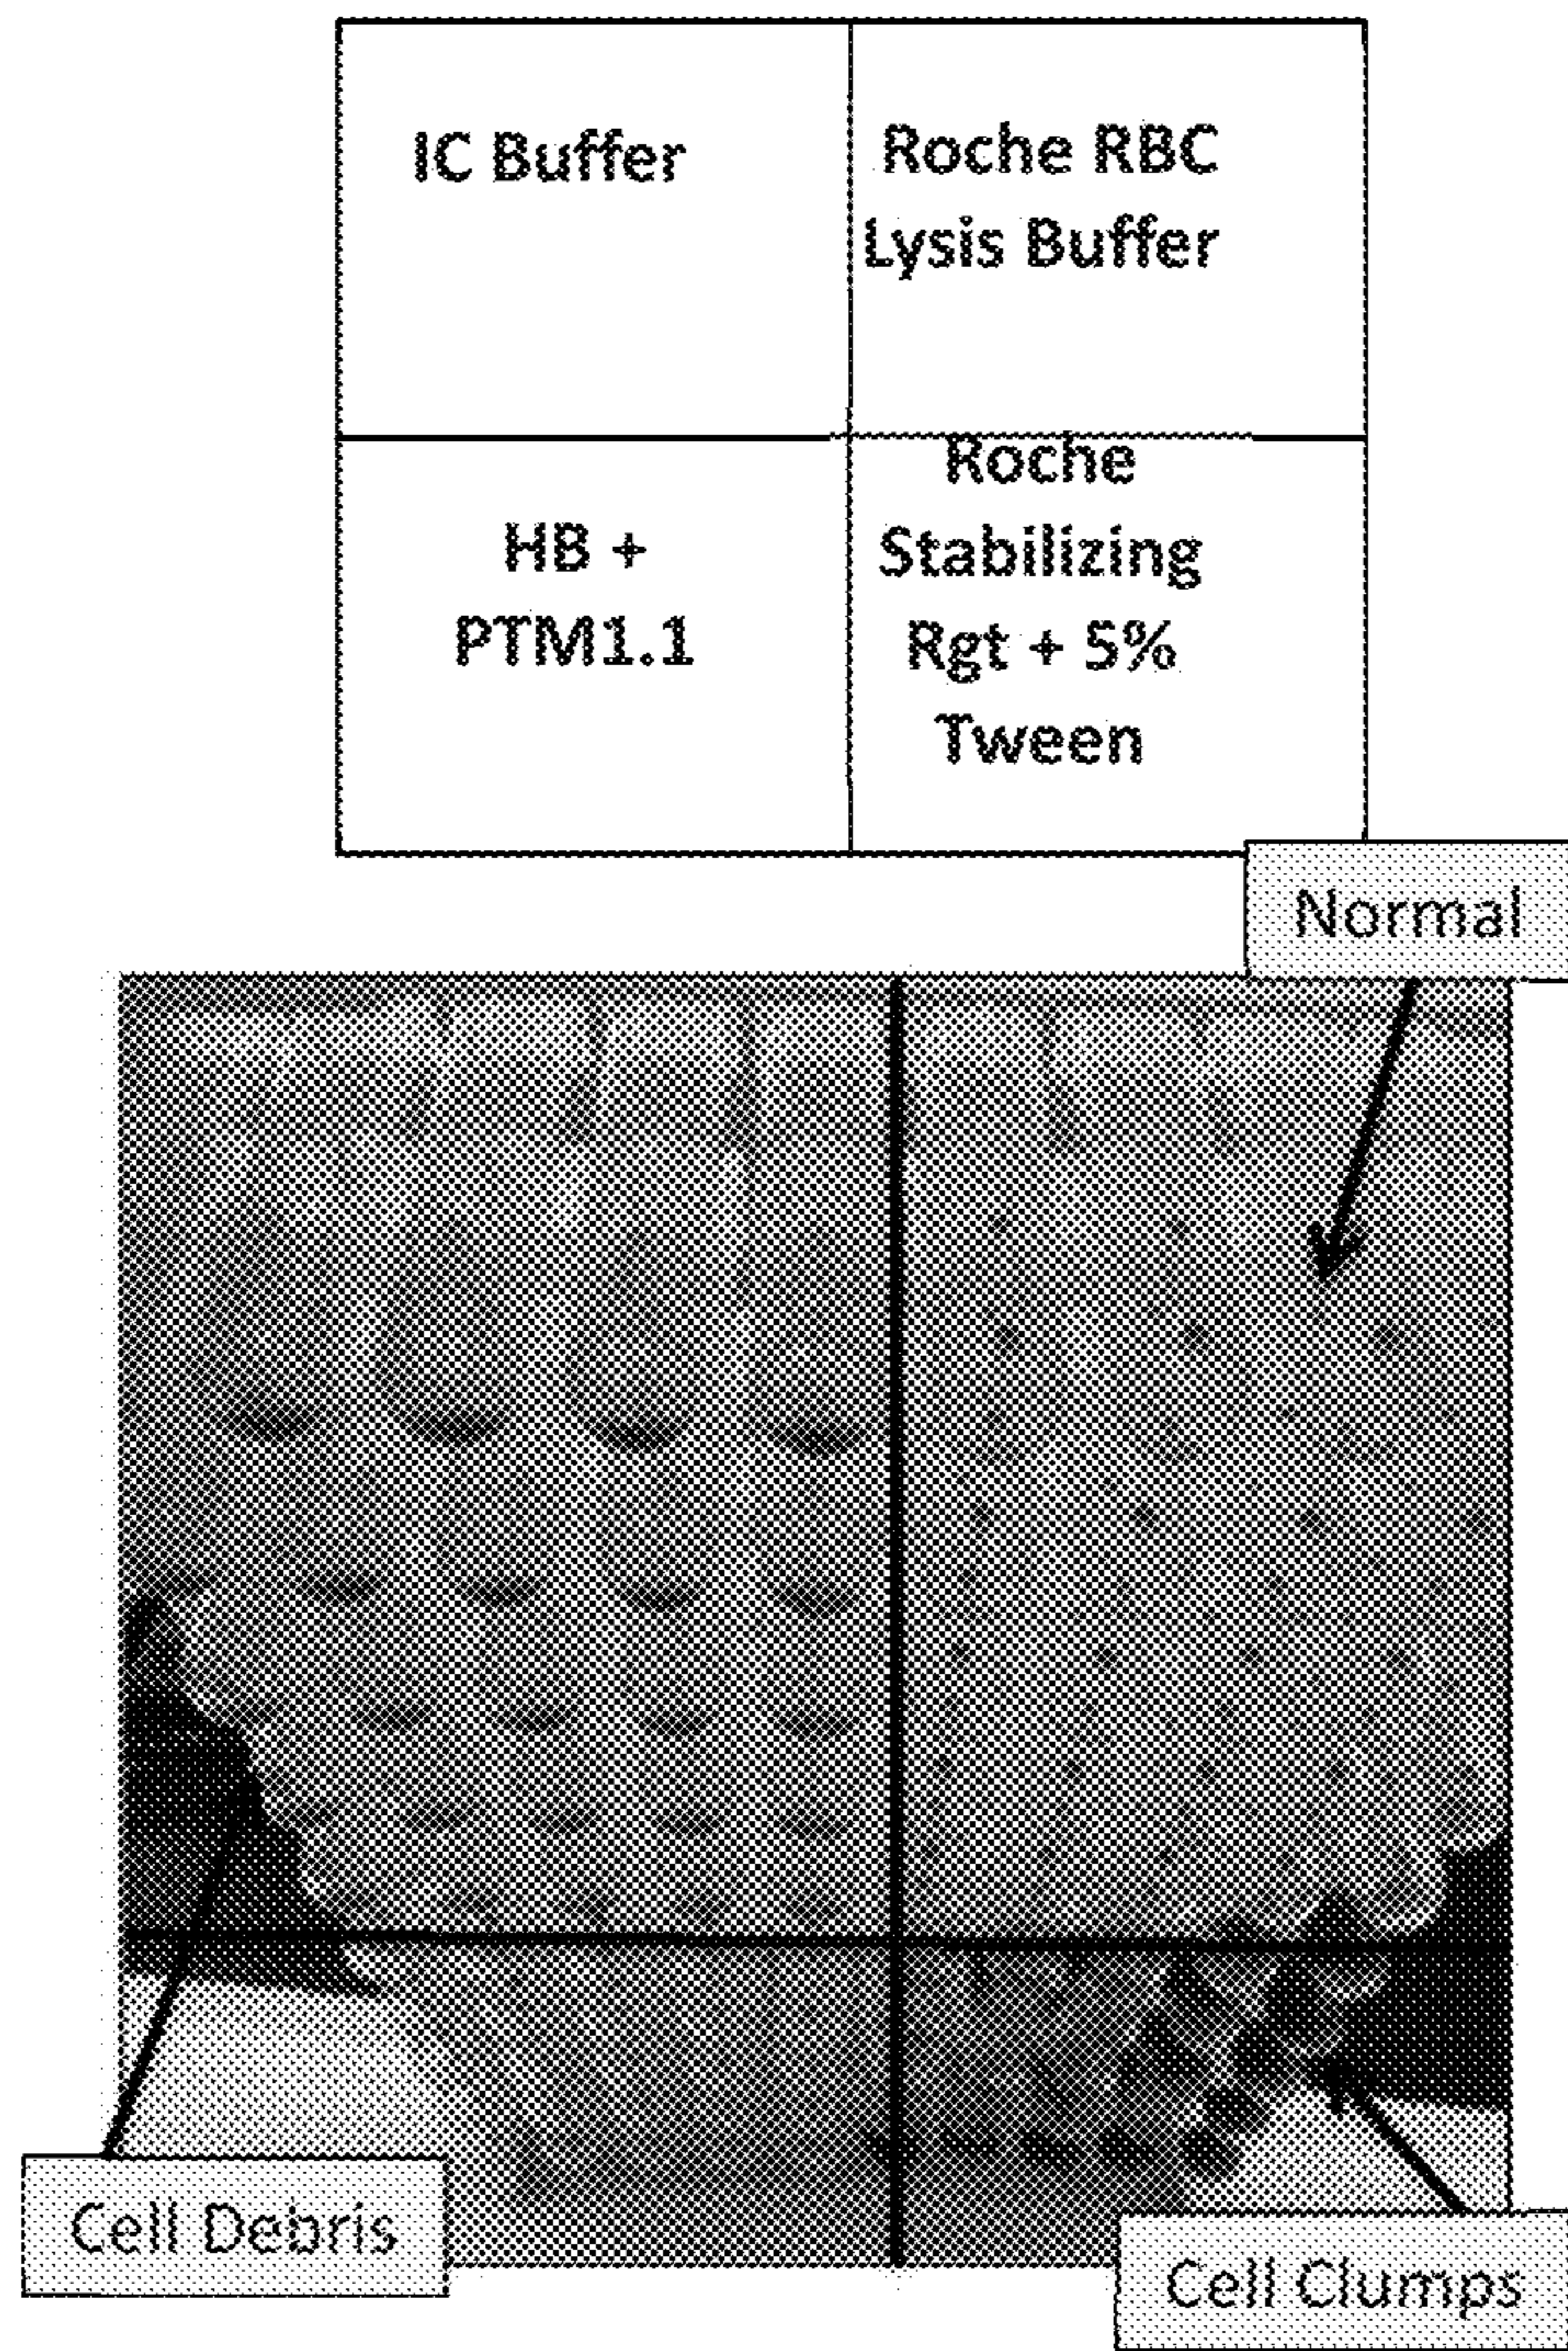 IC Buffer
Roche RBC
Lysis Buffer
HB +
PTM1.1
Roche
Stabilizing
Rgt + 5%
Tween
Normal
Cell Debris
Cell Clumps